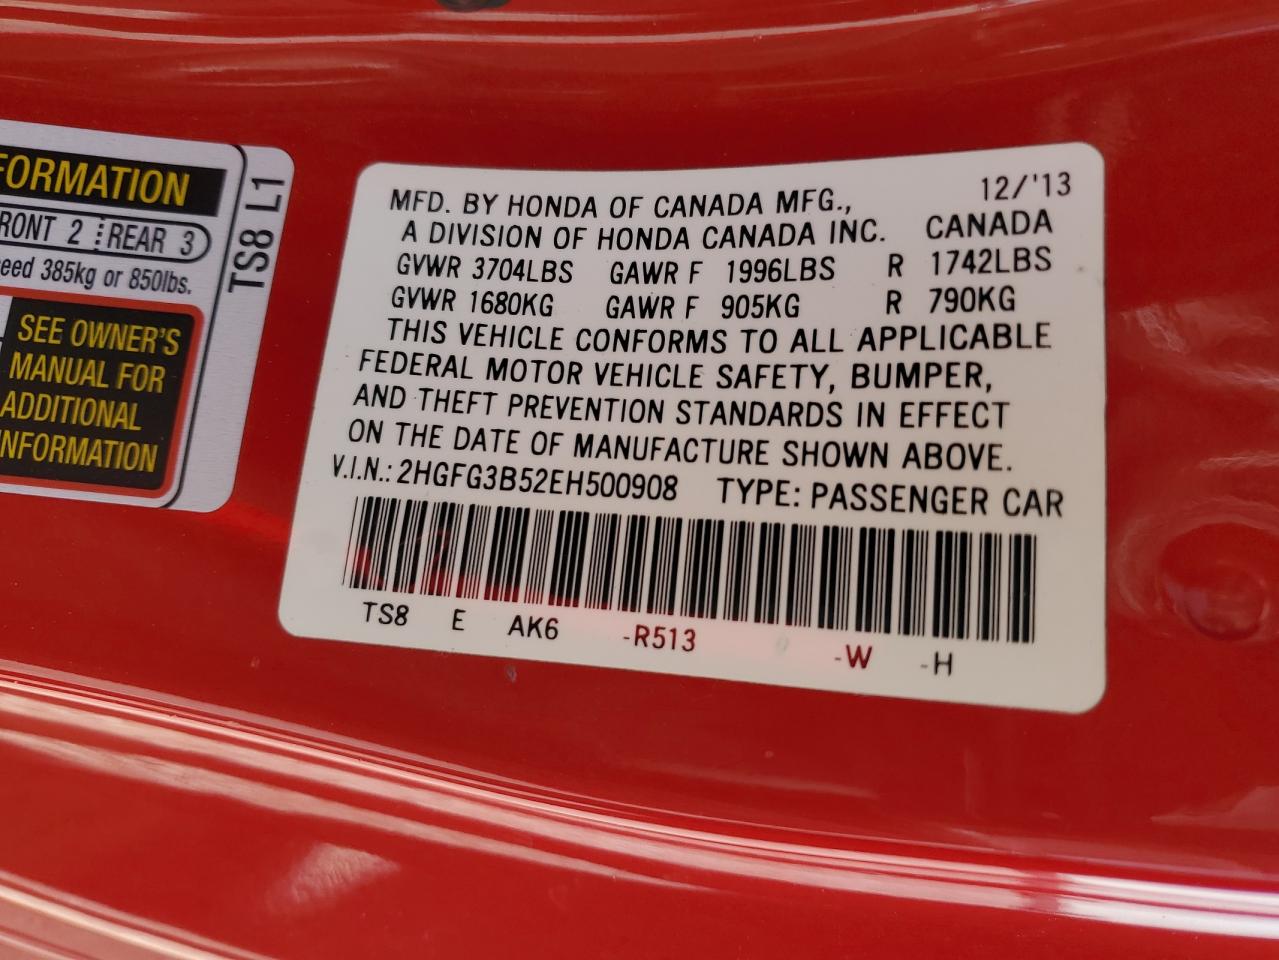 FORMATION
RONT 2 REAR 3
eed 385kg or 850lbs.
SEE OWNER'S
MANUAL FOR
ADDITIONAL
INFORMATION
TS8 L1
12/'13
MFD. BY HONDA OF CANADA MFG.,
A DIVISION OF HONDA CANADA INC. CANADA
GVWR 3704LBS GAWR F 1996LBS R 1742LBS
GVWR 1680KG GAWR F 905KG R 790KG
THIS VEHICLE CONFORMS TO ALL APPLICABLE
FEDERAL MOTOR VEHICLE SAFETY, BUMPER,
AND THEFT PREVENTION STANDARDS IN EFFECT
ON THE DATE OF MANUFACTURE SHOWN ABOVE.
V.I.N.: 2HGFG3B52EH500908 TYPE: PASSENGER CAR
TS8 E AK6 -R513 -W -H